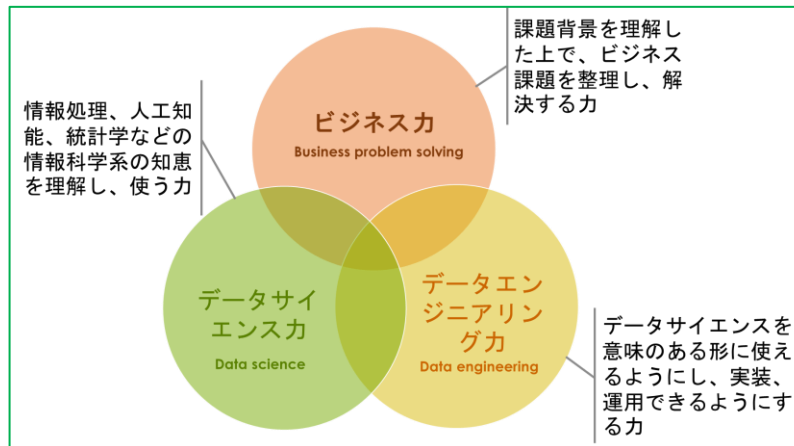 課題背景を理解し
た上で、ビジネス
課題を整理し、解
決する力
情報処理、人工知
能、統計学などの
情報科学系の知恵
を理解し、使う力
ビジネス力
Business problem solving
データサイ
エンス力
Data science
データエン
ジニアリン
グ力
Data engineering
データサイエンスを
意味のある形に使え
るようにし、実装、
運用できるようにす
る力